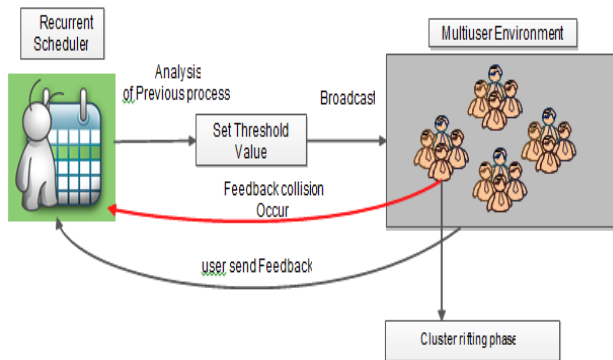 Recurrent
Scheduler
Multiuser Environment
Analysis
of Previous process
Broadcast
Set Threshold
Value
Feedback collision
Occur
user send Feedback
Cluster rifting phase